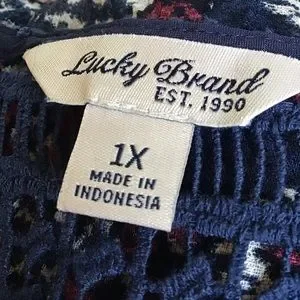 Lucky Brand
EST. 1990
1X
MADE IN
INDONESIA